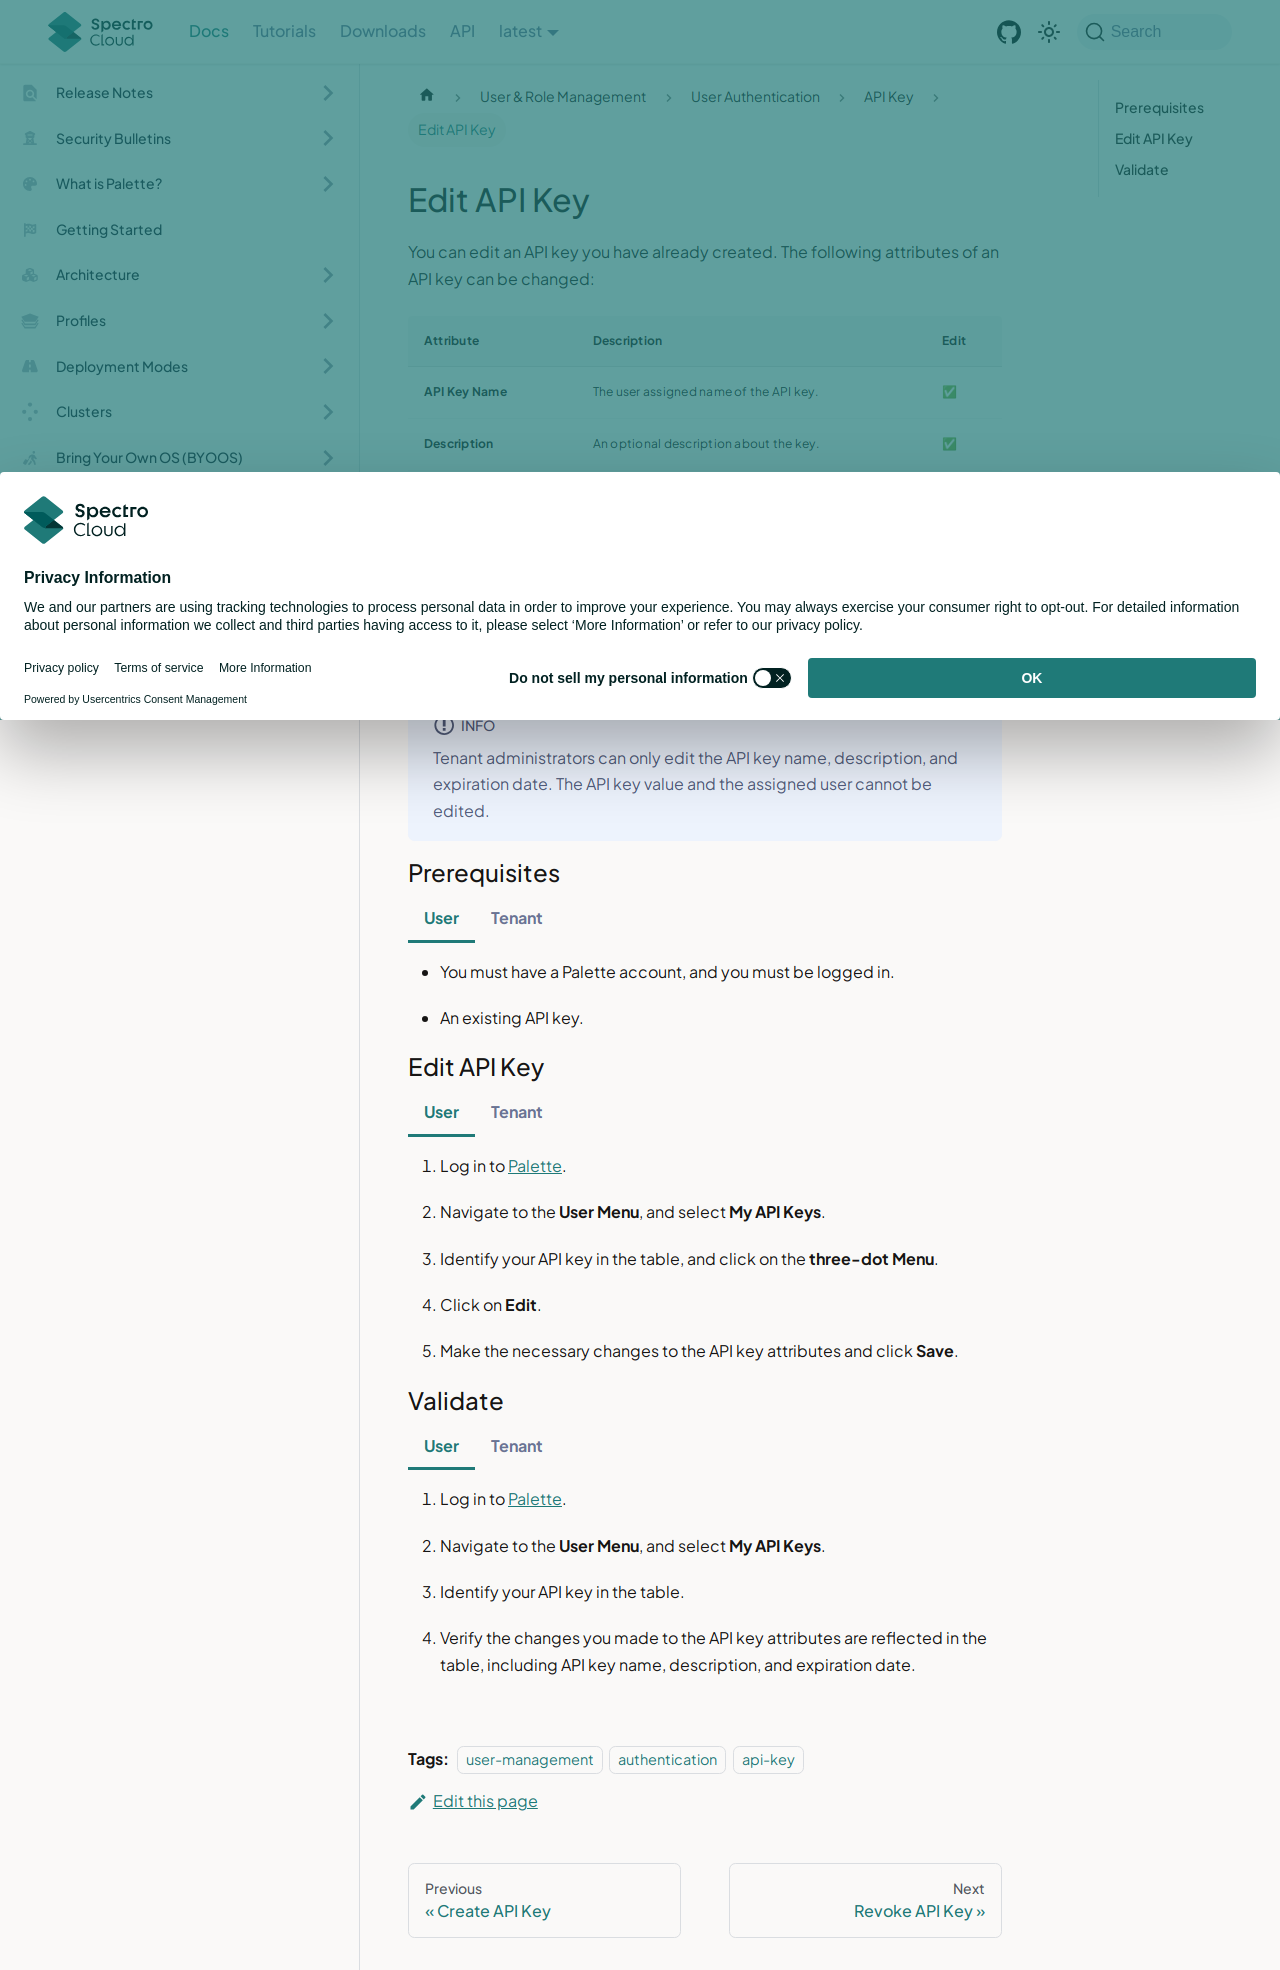 Spectro
Cloud
Docs
Tutorials
Downloads
API
latest
Search
Release Notes
Security Bulletins
What is Palette?
Getting Started
Architecture
Profiles
Deployment Modes
Clusters
Bring Your Own OS (BYOOS)
User & Role Management
User Authentication
API Key
Edit API Key
Prerequisites
Edit API Key
Validate
Edit API Key
You can edit an API key you have already created. The following attributes of an
API key can be changed:
Attribute Description Edit
API Key Name The user assigned name of the API key. ✅
Description An optional description about the key. ✅
Spectro
Cloud
Privacy Information
We and our partners are using tracking technologies to process personal data in order to improve your experience. You may always exercise your consumer right to opt-out. For detailed information
about personal information we collect and third parties having access to it, please select ‘More Information’ or refer to our privacy policy.
Privacy policy
Terms of service
More Information
Powered by Usercentrics Consent Management
Do not sell my personal information
OK
INFO
Tenant administrators can only edit the API key name, description, and
expiration date. The API key value and the assigned user cannot be
edited.
Prerequisites
User
Tenant
You must have a Palette account, and you must be logged in.
An existing API key.
Edit API Key
User
Tenant
1. Log in to Palette.
2. Navigate to the User Menu, and select My API Keys.
3. Identify your API key in the table, and click on the three-dot Menu.
4. Click on Edit.
5. Make the necessary changes to the API key attributes and click Save.
Validate
User
Tenant
1. Log in to Palette.
2. Navigate to the User Menu, and select My API Keys.
3. Identify your API key in the table.
4. Verify the changes you made to the API key attributes are reflected in the
table, including API key name, description, and expiration date.
Tags: user-management authentication api-key
Edit this page
Previous
« Create API Key
Next
Revoke API Key »